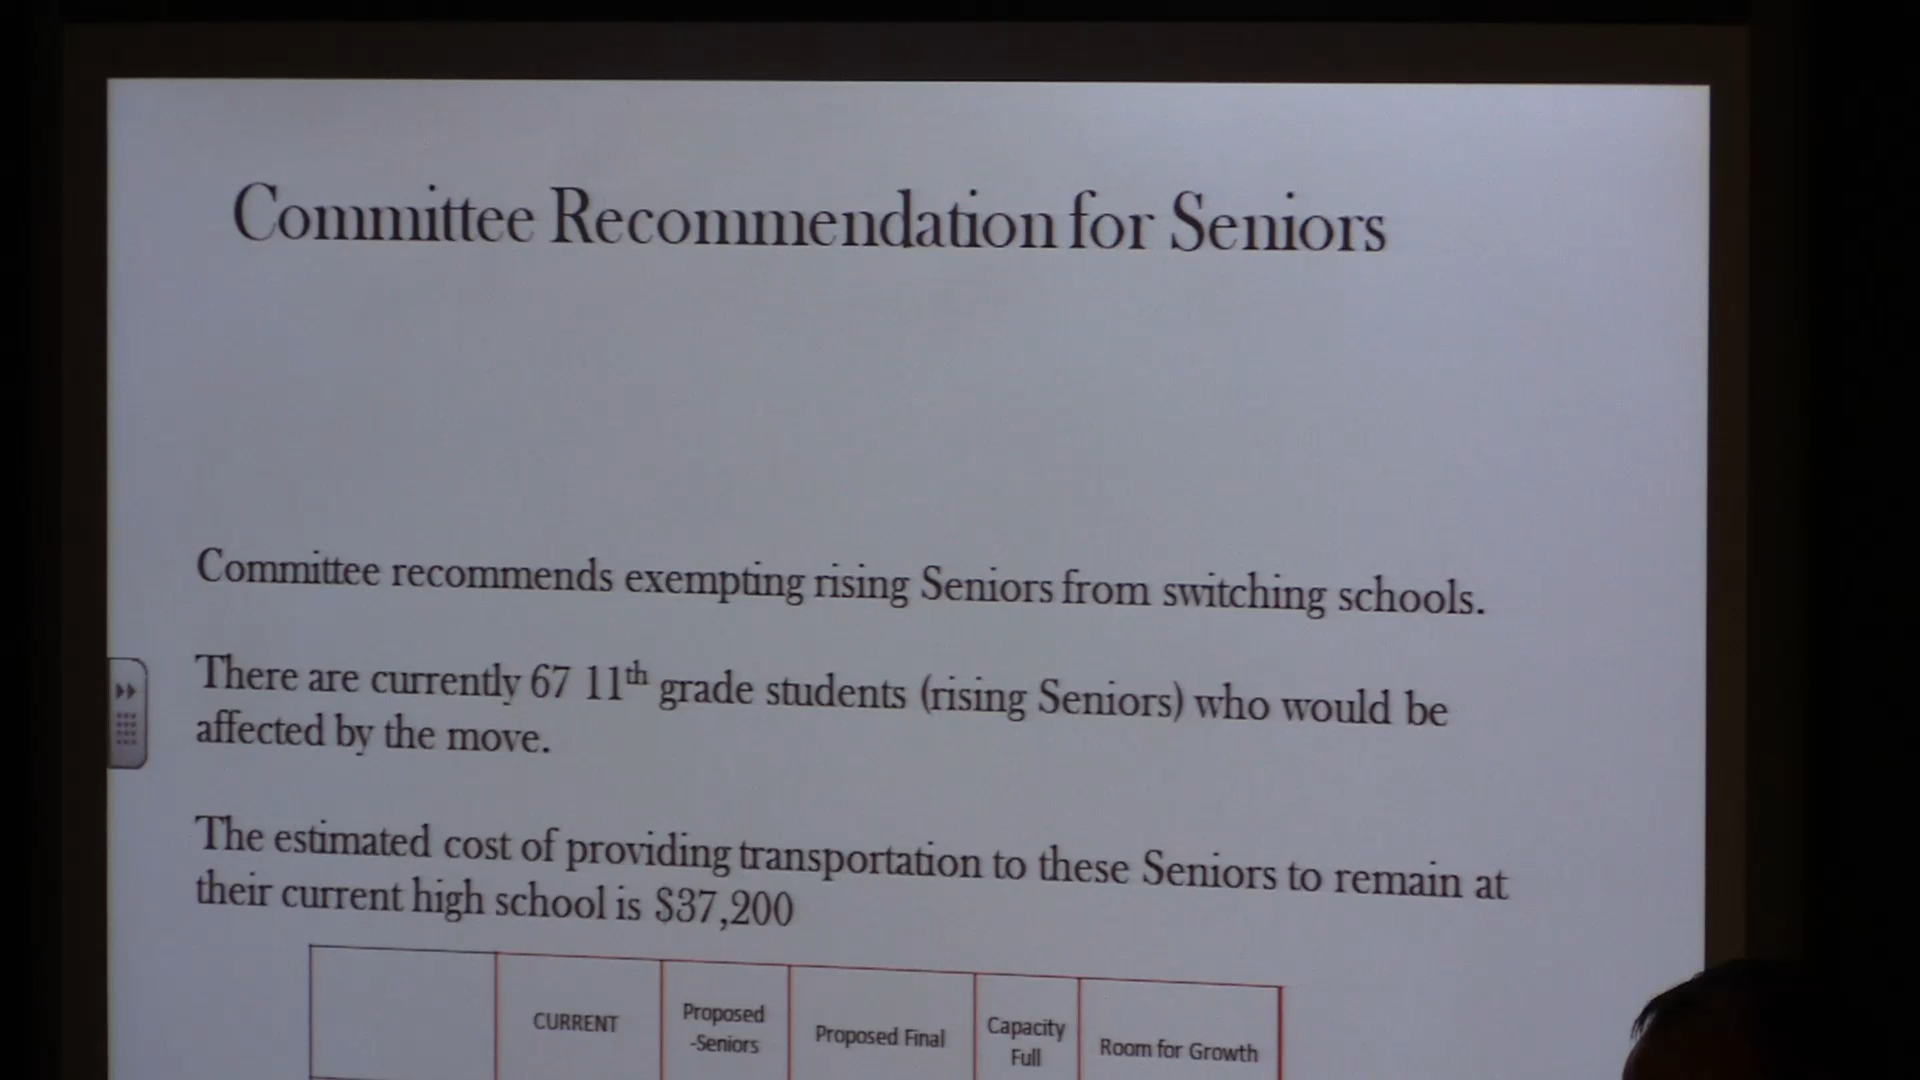 Committee Recommendation for Seniors
Committee recommends exempting rising Seniors from switching schools.
There are currently 67 11th grade students (rising Seniors) who would be
affected by the move.
The estimated cost of providing transportation to these Seniors to remain at
their current high school is $37,200
CURRENT
Proposed
-Seniors
Proposed Final
Capacity
Full
Room for Growth